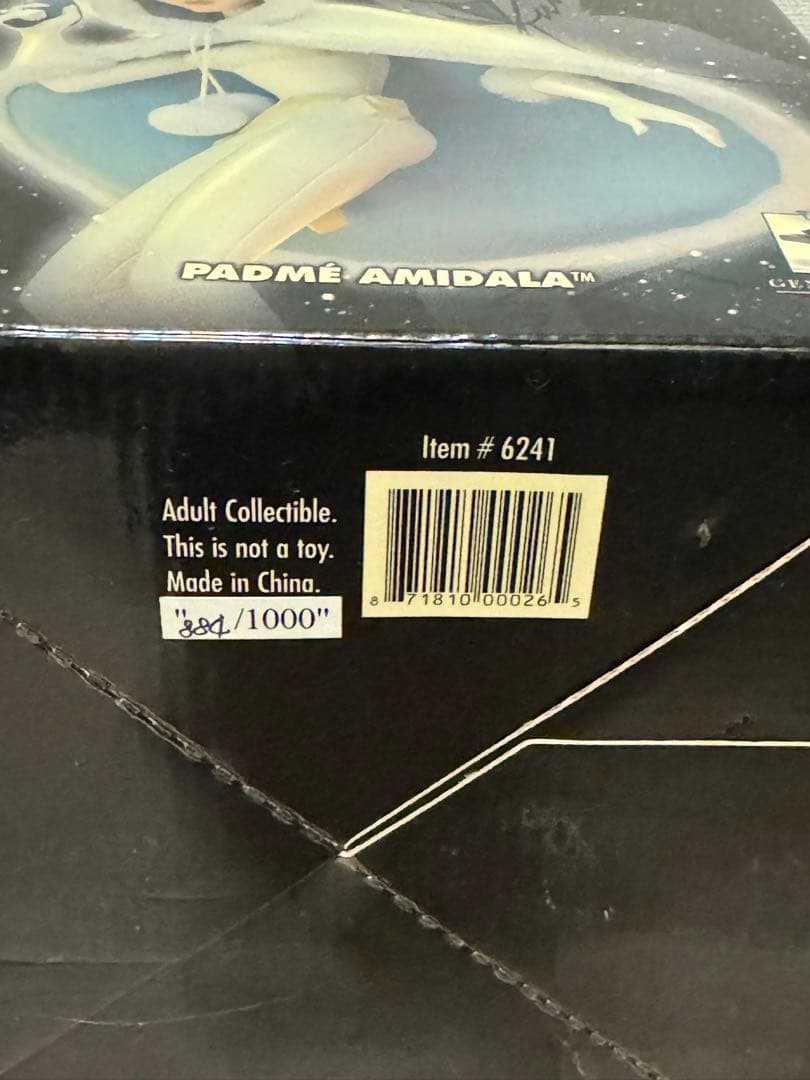 PADMÉ AMIDALA™
GEN
Item # 6241
Adult Collectible.
This is not a toy.
Made in China.
"884/1000"
8 71810 00026 5